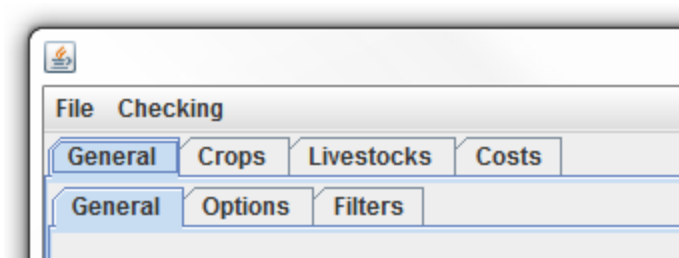 File Checking
General Crops Livestocks Costs
General Options Filters